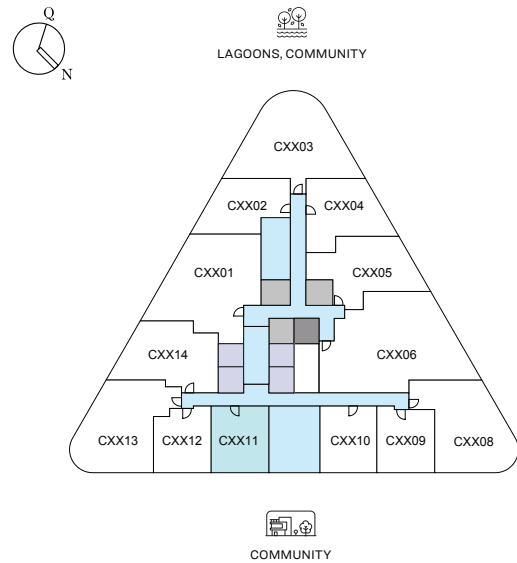 Q
N
LAGOONS, COMMUNITY
CXX03
CXX02 CXX04
CXX01 CXX05
CXX14 CXX06
CXX13 CXX12 CXX11 CXX10 CXX09 CXX08
COMMUNITY